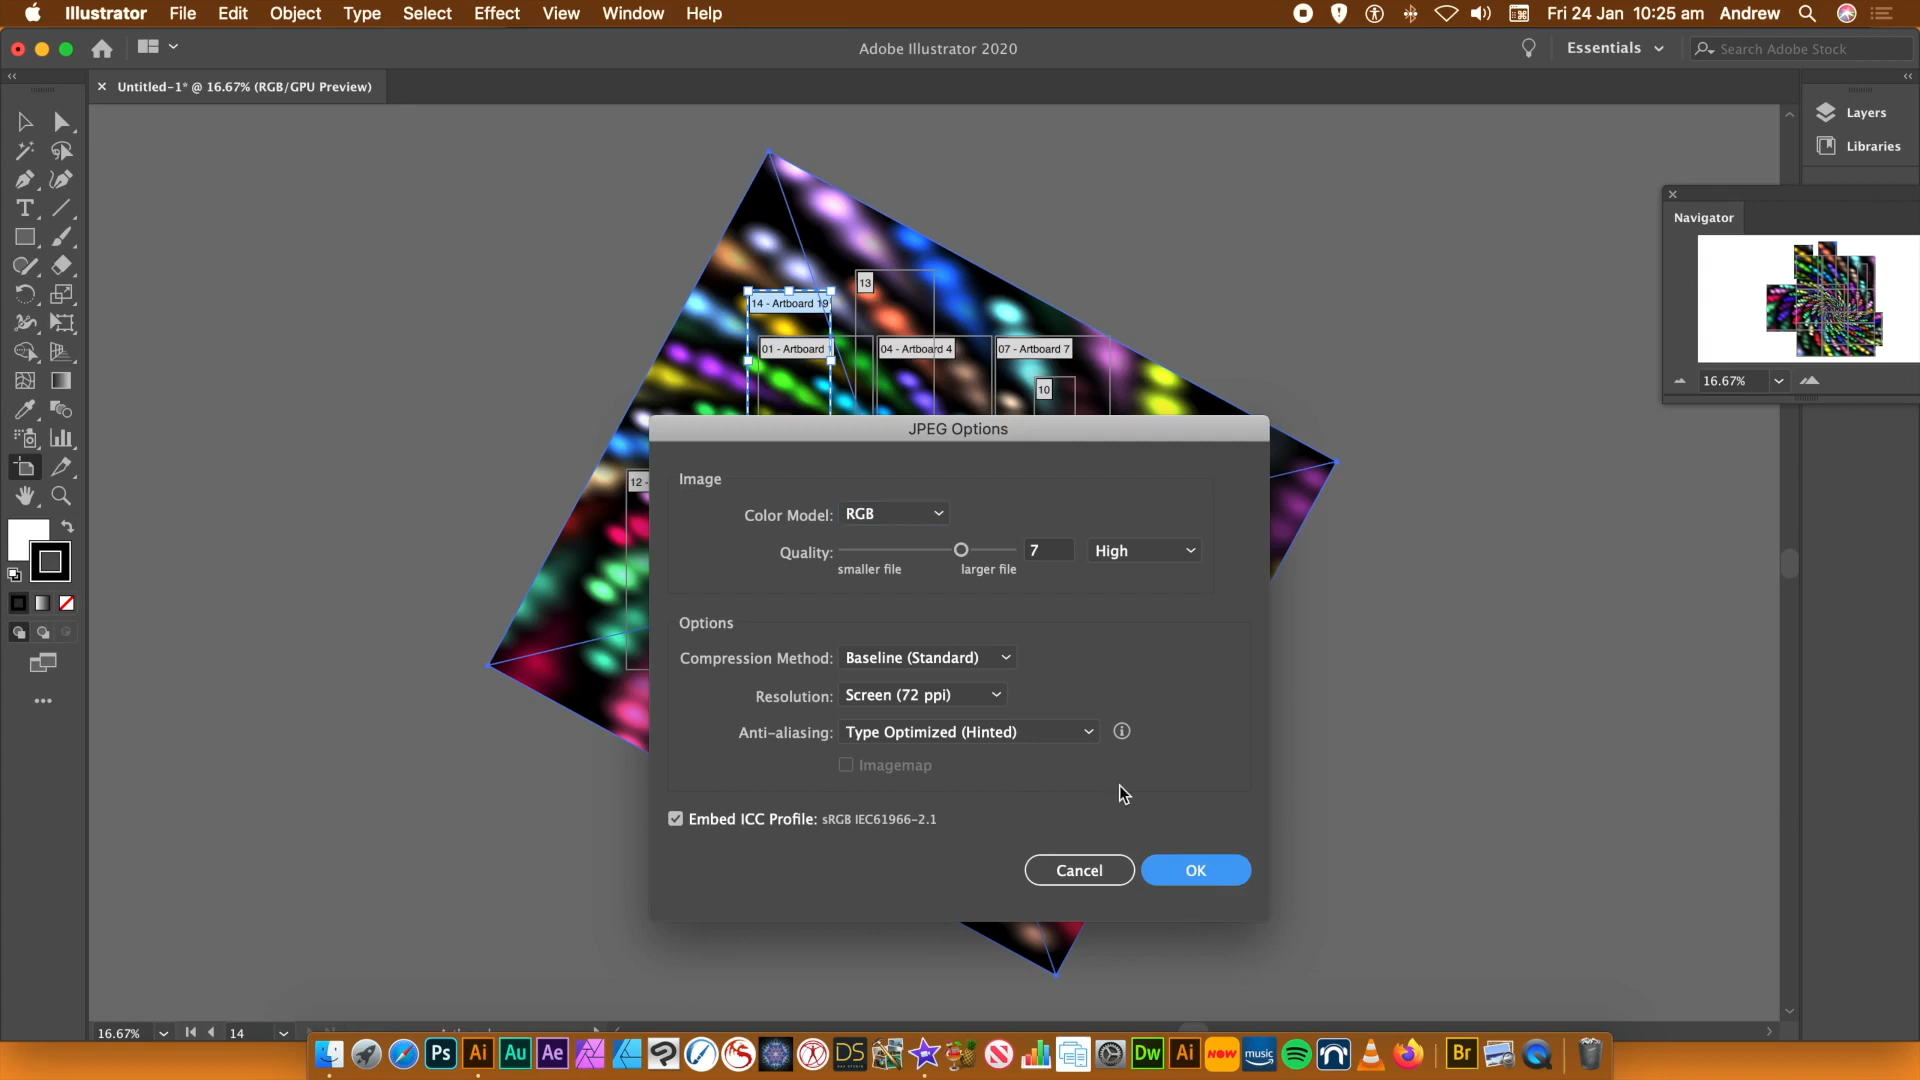 Illustrator File Edit Object Type Select Effect View Window Help Fri 24 Jan 10:25 am Andrew
Adobe Illustrator 2020 Essentials Search Adobe Stock
Untitled-1* @ 16.67% (RGB/GPU Preview)
Layers
Libraries
Navigator
16.67%
13
14 - Artboard 19
01 - Artboard
04 - Artboard 4
07 - Artboard 7
10
12 -
JPEG Options
Image
Color Model: RGB
Quality: 7 High
smaller file larger file
Options
Compression Method: Baseline (Standard)
Resolution: Screen (72 ppi)
Anti-aliasing: Type Optimized (Hinted)
Imagemap
Embed ICC Profile: sRGB IEC61966-2.1
Cancel OK
16.67% 14
Ps Ai Au Ae DS Dw Ai NOW music Br